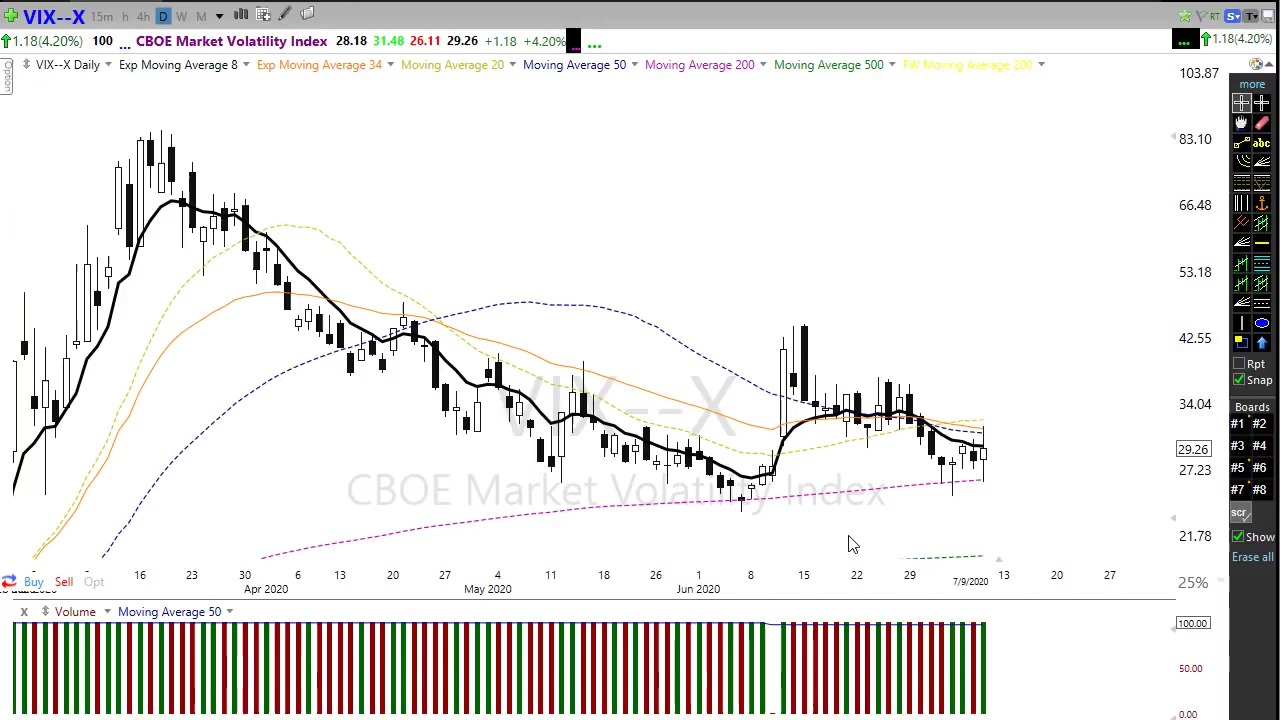 VIX--X 15m h 4h D W M S T RT
1.18(4.20%) 100 ... CBOE Market Volatility Index 28.18 31.48 26.11 29.26 +1.18 +4.20% ... ... 1.18(4.20%)
Option VIX--X Daily Exp Moving Average 8 Exp Moving Average 34 Moving Average 20 Moving Average 50 Moving Average 200 Moving Average 500 FW Moving Average 200
103.87
83.10
66.48
53.18
42.55
34.04
29.26
27.23
21.78
VIX--X
CBOE Market Volatility Index
16 23 30 6 13 20 27 4 11 18 26 1 8 15 22 29 7/9/2020 13 20 27
Apr 2020 May 2020 Jun 2020
Buy Sell Opt 25%
x Volume Moving Average 50
100.00
50.00
0.00
more
abc
Rpt
Snap
Boards
#1 #2
#3 #4
#5 #6
#7 #8
scr
Show
Erase all